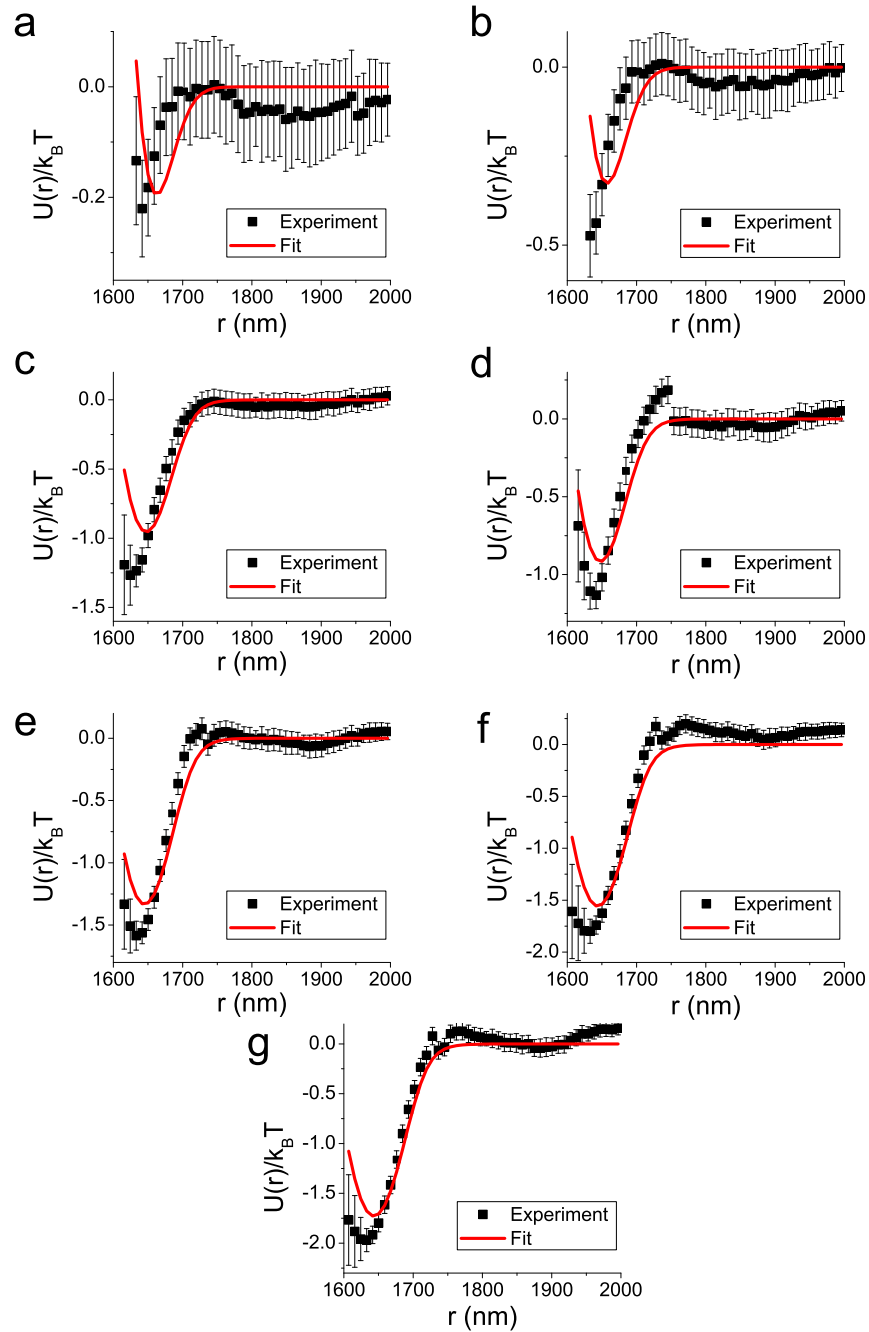 a
0.0
-0.2
U(r)/k_BT
Experiment
Fit
1600 1700 1800 1900 2000
r (nm)
b
0.0
-0.5
U(r)/k_BT
Experiment
Fit
1600 1700 1800 1900 2000
r (nm)
c
0.0
-0.5
-1.0
-1.5
U(r)/k_BT
Experiment
Fit
1600 1700 1800 1900 2000
r (nm)
d
0.0
-0.5
-1.0
U(r)/k_BT
Experiment
Fit
1600 1700 1800 1900 2000
r (nm)
e
0.0
-0.5
-1.0
-1.5
U(r)/k_BT
Experiment
Fit
1600 1700 1800 1900 2000
r (nm)
f
0.0
-0.5
-1.0
-1.5
-2.0
U(r)/k_BT
Experiment
Fit
1600 1700 1800 1900 2000
r (nm)
g
0.0
-0.5
-1.0
-1.5
-2.0
U(r)/k_BT
Experiment
Fit
1600 1700 1800 1900 2000
r (nm)